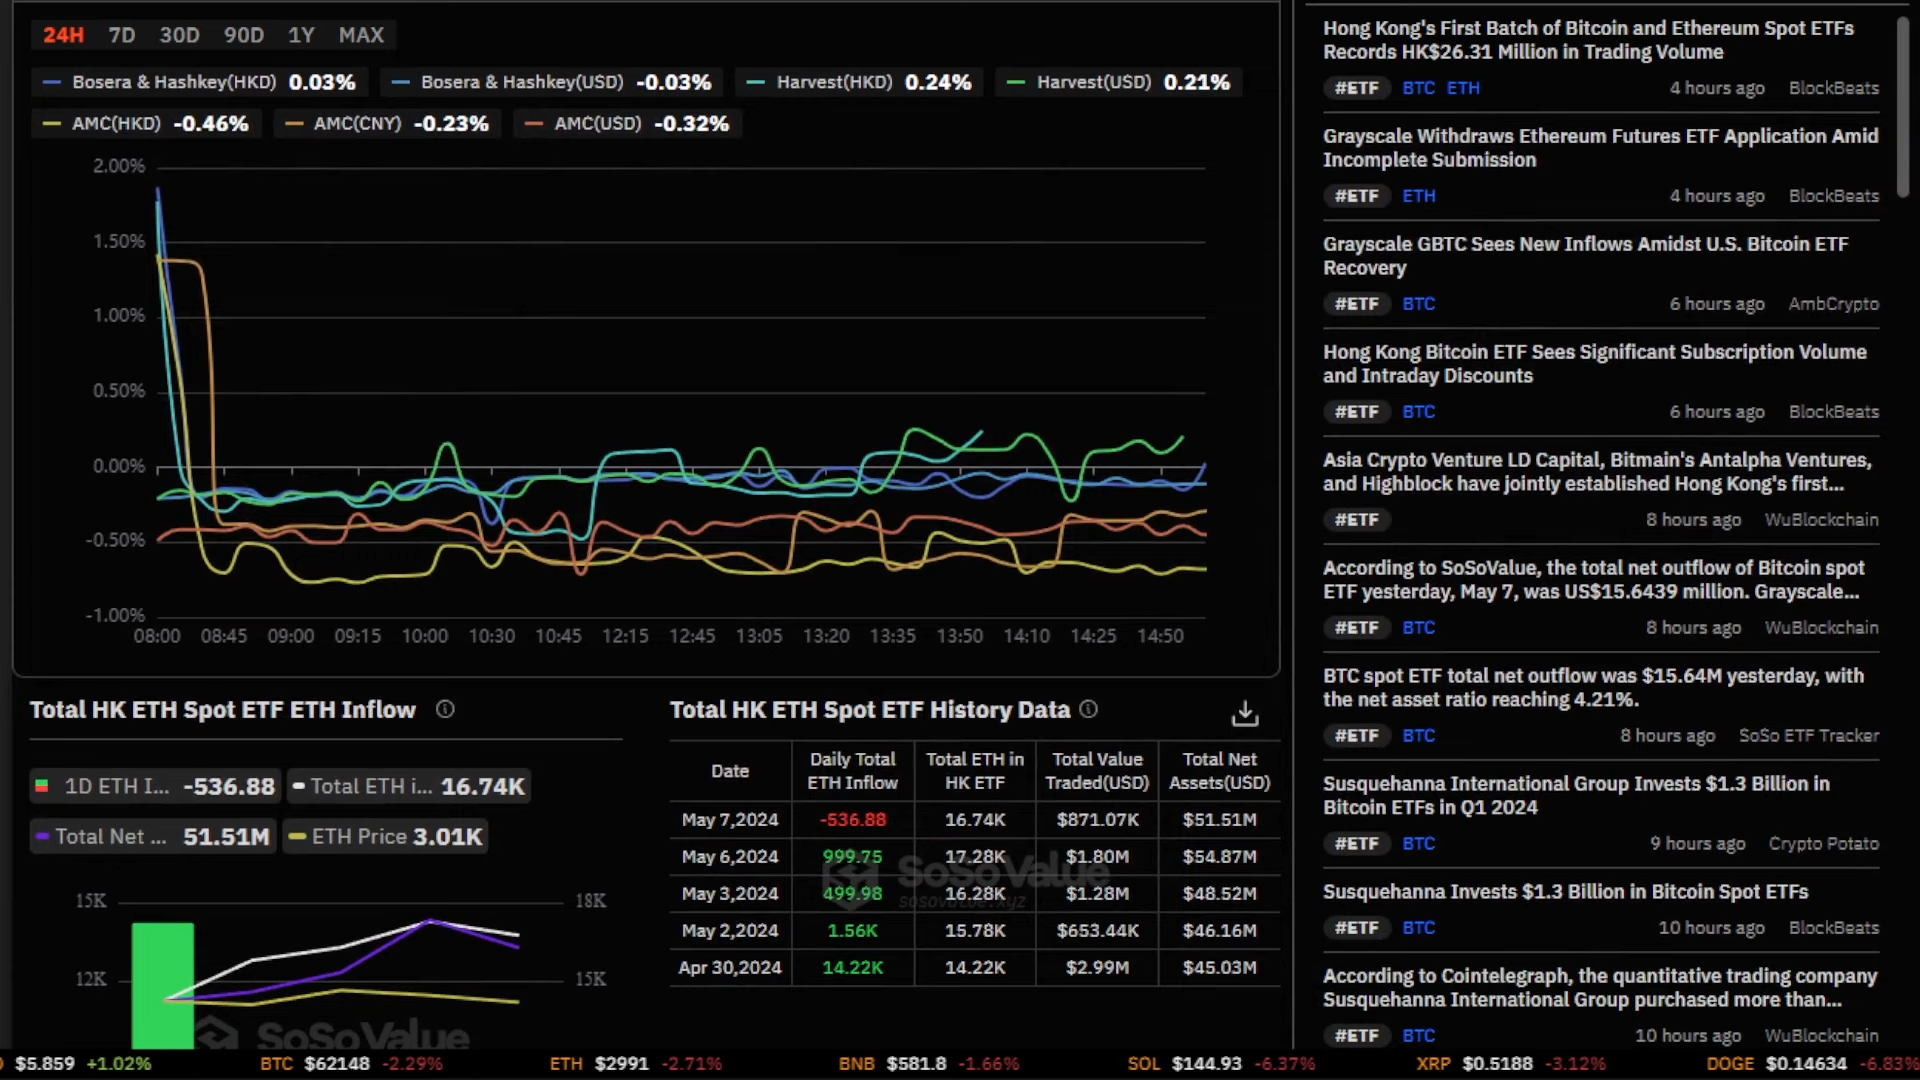 24H 7D 30D 90D 1Y MAX
Bosera & Hashkey(HKD) 0.03% Bosera & Hashkey(USD) -0.03% Harvest(HKD) 0.24% Harvest(USD) 0.21%
AMC(HKD) -0.46% AMC(CNY) -0.23% AMC(USD) -0.32%
2.00%
1.50%
1.00%
0.50%
0.00%
-0.50%
-1.00%
08:00 08:45 09:00 09:15 10:00 10:30 10:45 12:15 12:45 13:05 13:20 13:35 13:50 14:10 14:25 14:50
Total HK ETH Spot ETF ETH Inflow
1D ETH I... -536.88 Total ETH i... 16.74K
Total Net ... 51.51M ETH Price 3.01K
15K 18K
12K 15K
SoSoValue
Total HK ETH Spot ETF History Data
Date Daily Total ETH Inflow Total ETH in HK ETF Total Value Traded(USD) Total Net Assets(USD)
May 7,2024 -536.88 16.74K $871.07K $51.51M
May 6,2024 999.75 17.28K $1.80M $54.87M
May 3,2024 499.98 16.28K $1.28M $48.52M
May 2,2024 1.56K 15.78K $653.44K $46.16M
Apr 30,2024 14.22K 14.22K $2.99M $45.03M
SoSoValue
sosovalue.xyz
Hong Kong's First Batch of Bitcoin and Ethereum Spot ETFs
Records HK$26.31 Million in Trading Volume
#ETF BTC ETH 4 hours ago BlockBeats
Grayscale Withdraws Ethereum Futures ETF Application Amid
Incomplete Submission
#ETF ETH 4 hours ago BlockBeats
Grayscale GBTC Sees New Inflows Amidst U.S. Bitcoin ETF
Recovery
#ETF BTC 6 hours ago AmbCrypto
Hong Kong Bitcoin ETF Sees Significant Subscription Volume
and Intraday Discounts
#ETF BTC 6 hours ago BlockBeats
Asia Crypto Venture LD Capital, Bitmain's Antalpha Ventures,
and Highblock have jointly established Hong Kong's first...
#ETF 8 hours ago WuBlockchain
According to SoSoValue, the total net outflow of Bitcoin spot
ETF yesterday, May 7, was US$15.6439 million. Grayscale...
#ETF BTC 8 hours ago WuBlockchain
BTC spot ETF total net outflow was $15.64M yesterday, with
the net asset ratio reaching 4.21%.
#ETF BTC 8 hours ago SoSo ETF Tracker
Susquehanna International Group Invests $1.3 Billion in
Bitcoin ETFs in Q1 2024
#ETF BTC 9 hours ago Crypto Potato
Susquehanna Invests $1.3 Billion in Bitcoin Spot ETFs
#ETF BTC 10 hours ago BlockBeats
According to Cointelegraph, the quantitative trading company
Susquehanna International Group purchased more than...
#ETF BTC 10 hours ago WuBlockchain
$5.859 +1.02% BTC $62148 -2.29% ETH $2991 -2.71% BNB $581.8 -1.66% SOL $144.93 -6.37% XRP $0.5188 -3.12% DOGE $0.14634 -6.83%